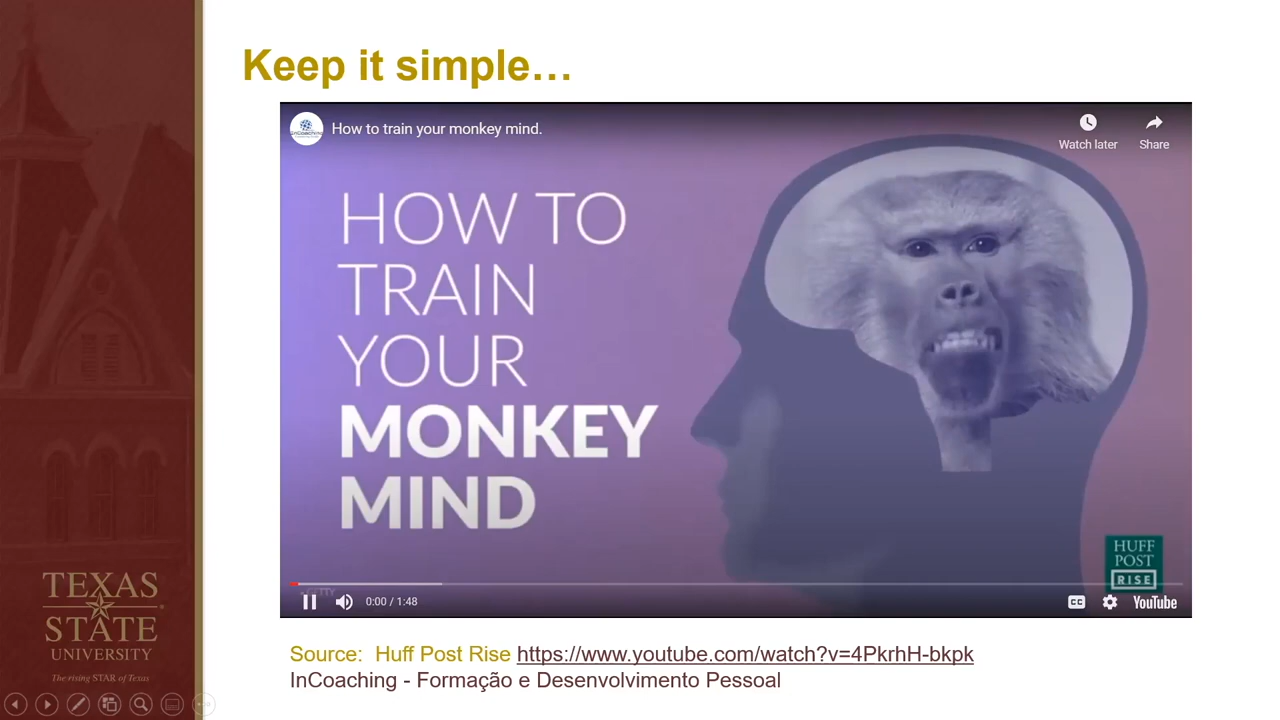 Keep it simple…
How to train your monkey mind.
Watch later
Share
HOW TO
TRAIN
YOUR
MONKEY
MIND
HUFF
POST
RISE
0:00 / 1:48
CC
YouTube
Source: Huff Post Rise https://www.youtube.com/watch?v=4PkrhH-bkpk
InCoaching - Formação e Desenvolvimento Pessoal
TEXAS
STATE
UNIVERSITY
The rising STAR of Texas